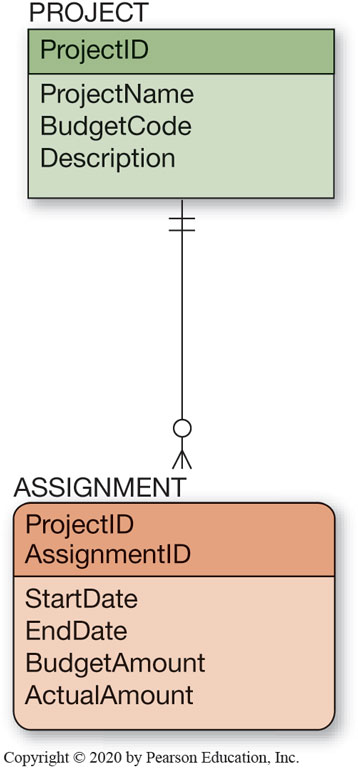 PROJECT
ProjectID
ProjectName
BudgetCode
Description
ASSIGNMENT
ProjectID
AssignmentID
StartDate
EndDate
BudgetAmount
ActualAmount
Copyright © 2020 by Pearson Education, Inc.